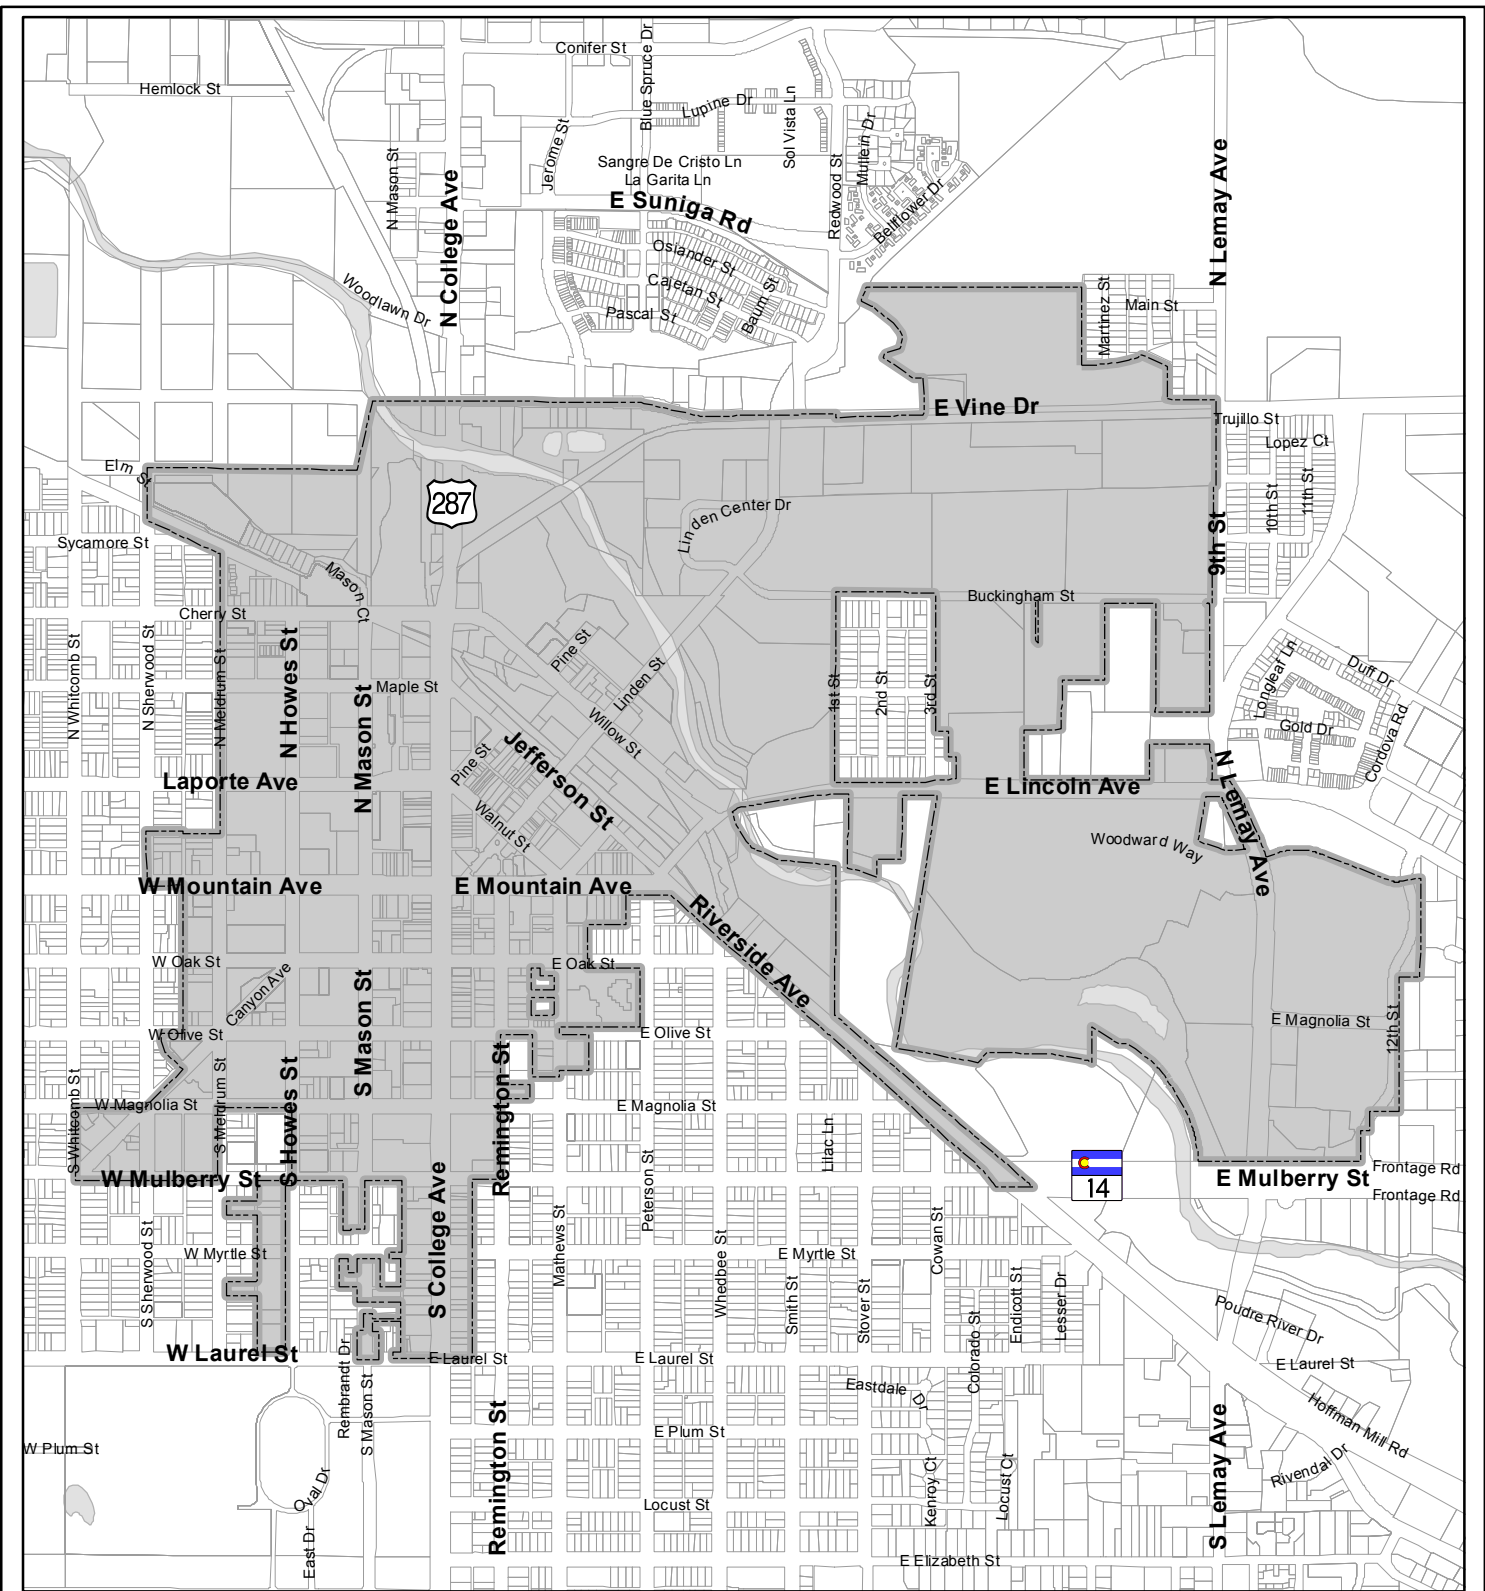 Conifer St
Blue Spruce Dr
Hemlock St
Lupine Dr
Sol Vista Ln
Mullein Dr
N Mason St
Jerome St
Sangre De Cristo Ln
La Garita Ln
Redwood St
N Lemay Ave
N College Ave
E Suniga Rd
Bellflower Dr
Osiander St
Cajetan St
Pascal St
Baum St
Woodlawn Dr
Martinez St
Main St
E Vine Dr
Trujillo St
Lopez Ct
Elm St
287
Linden Center Dr
10th St
11th St
9th St
Sycamore St
Mason Ct
Cherry St
Buckingham St
N Whitcomb St
N Sherwood St
N Meldrum St
N Howes St
N Mason St
Maple St
Pine St
Linden St
Willow St
1st St
2nd St
3rd St
Longleaf Ln
Duff Dr
Gold Dr
Cordova Rd
Pine St
Jefferson St
Walnut St
Laporte Ave
E Lincoln Ave
N Lemay Ave
Woodward Way
W Mountain Ave
E Mountain Ave
Riverside Ave
W Oak St
E Oak St
Canyon Ave
S Mason St
W Olive St
E Olive St
E Magnolia St
12th St
S Whitcomb St
W Magnolia St
S Meldrum St
S Howes St
Remington St
E Magnolia St
Lilac Ln
W Mulberry St
14
E Mulberry St
Frontage Rd
Frontage Rd
S Sherwood St
W Myrtle St
S College Ave
Mathews St
Peterson St
Whedbee St
E Myrtle St
Smith St
Stover St
Cowan St
Colorado St
Endicott St
Lesser Dr
Poudre River Dr
W Laurel St
Rembrandt Dr
E Laurel St
E Laurel St
E Laurel St
S Mason St
Eastdale Dr
Hoffman Mill Rd
W Plum St
Remington St
E Plum St
Kenroy Ct
Locust Ct
S Lemay Ave
Rivendal Dr
Oval Dr
East Dr
Locust St
E Elizabeth St